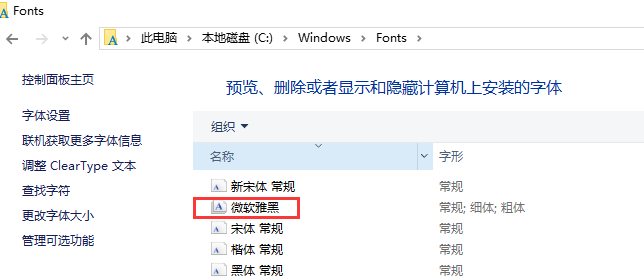 Fonts
此电脑 > 本地磁盘 (C:) > Windows > Fonts >
控制面板主页
预览、删除或者显示和隐藏计算机上安装的字体
字体设置
联机获取更多字体信息
调整 ClearType 文本
查找字符
更改字体大小
管理可选功能
组织
名称 字形
新宋体 常规 常规
微软雅黑 常规; 细体; 粗体
宋体 常规 常规
楷体 常规 常规
黑体 常规 常规